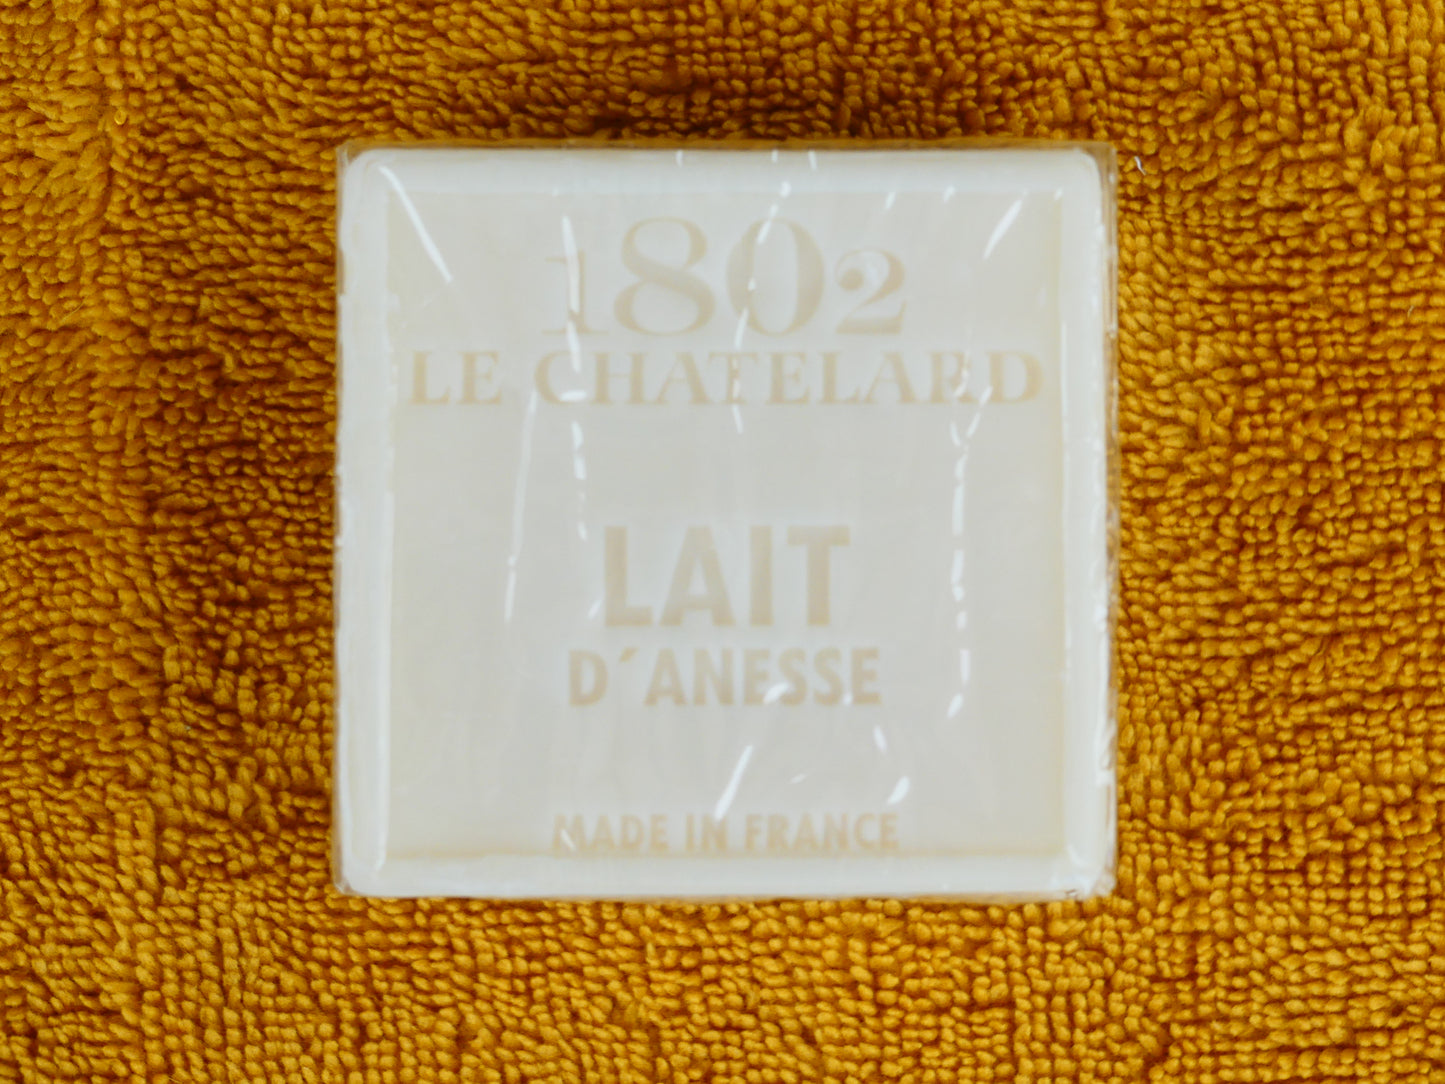 1802
LE CHATELARD
LAIT
D´ANESSE
MADE IN FRANCE